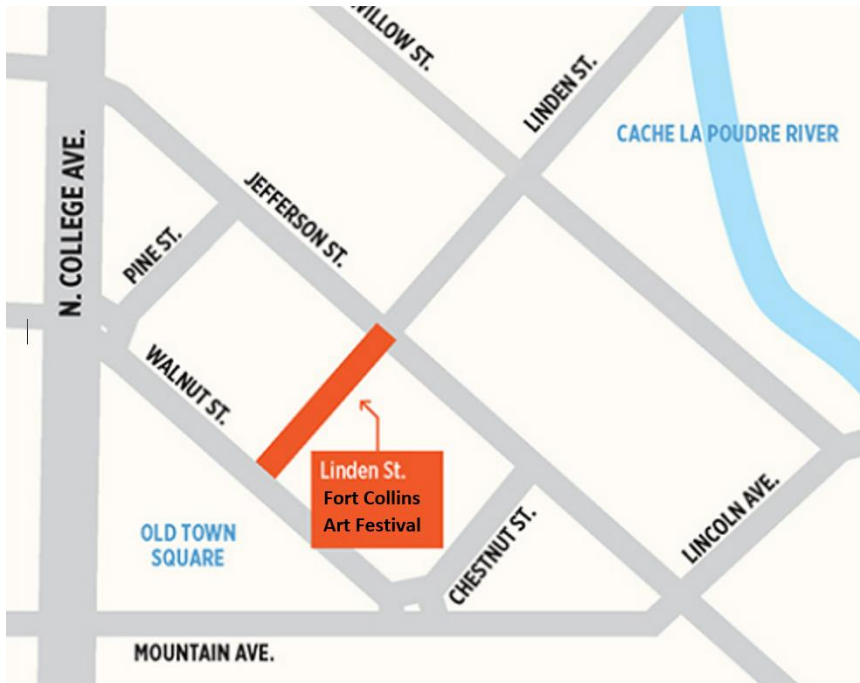 WILLOW ST.
LINDEN ST.
CACHE LA POUDRE RIVER
N. COLLEGE AVE.
JEFFERSON ST.
PINE ST.
WALNUT ST.
Linden St.
Fort Collins
Art Festival
OLD TOWN
SQUARE
CHESTNUT ST.
LINCOLN AVE.
MOUNTAIN AVE.